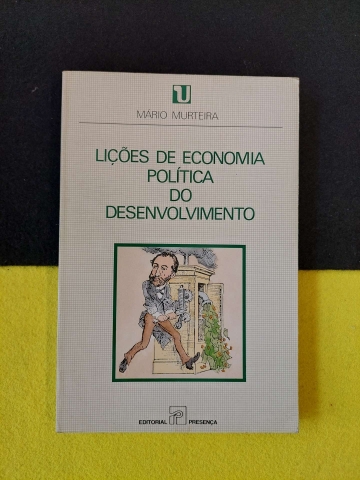 U
MÁRIO MURTEIRA
LIÇÕES DE ECONOMIA
POLÍTICA
DO
DESENVOLVIMENTO
EDITORIAL PRESENÇA